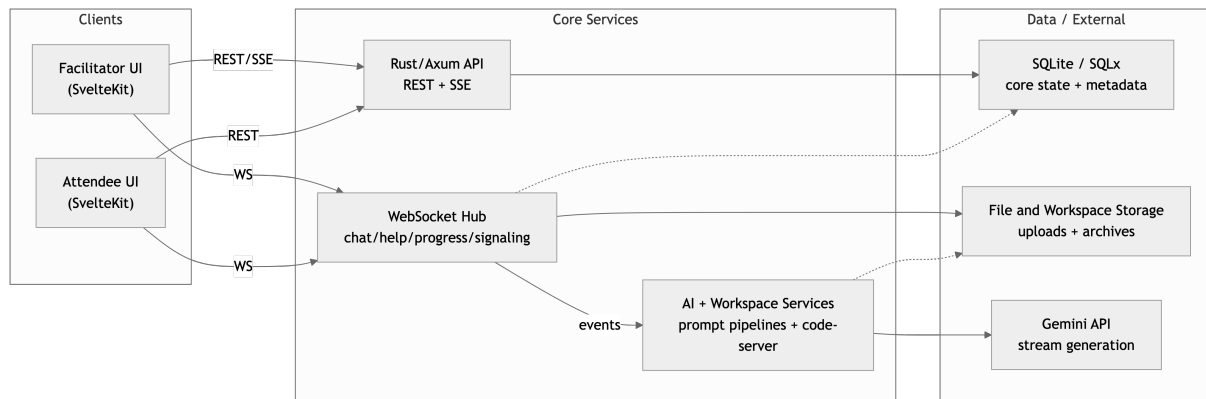 Clients
Facilitator UI
(SvelteKit)
Attendee UI
(SvelteKit)
REST/SSE
REST
WS
WS
Core Services
Rust/Axum API
REST + SSE
WebSocket Hub
chat/help/progress/signaling
events
AI + Workspace Services
prompt pipelines + code-
server
Data / External
SQLite / SQLx
core state + metadata
File and Workspace Storage
uploads + archives
Gemini API
stream generation